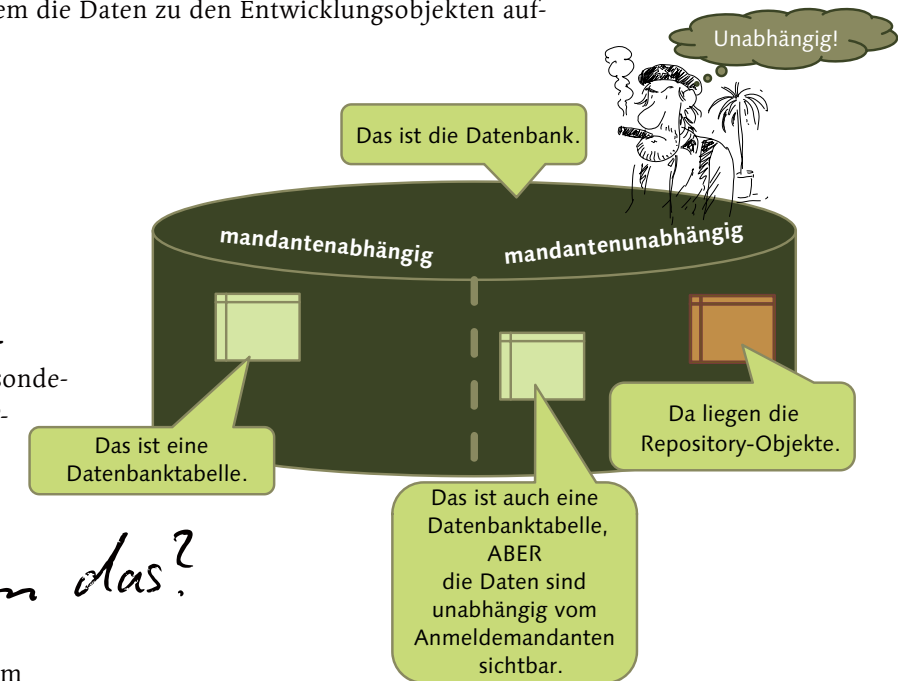 em die Daten zu den Entwicklungsobjekten auf-
Unabhängig!
Das ist die Datenbank.
mandantenabhängig
mandantenunabhängig
sonde-
Da liegen die
Repository-Objekte.
Das ist eine
Datenbanktabelle.
Das ist auch eine
Datenbanktabelle,
ABER
die Daten sind
unabhängig vom
Anmeldemandanten
sichtbar.
das?
m